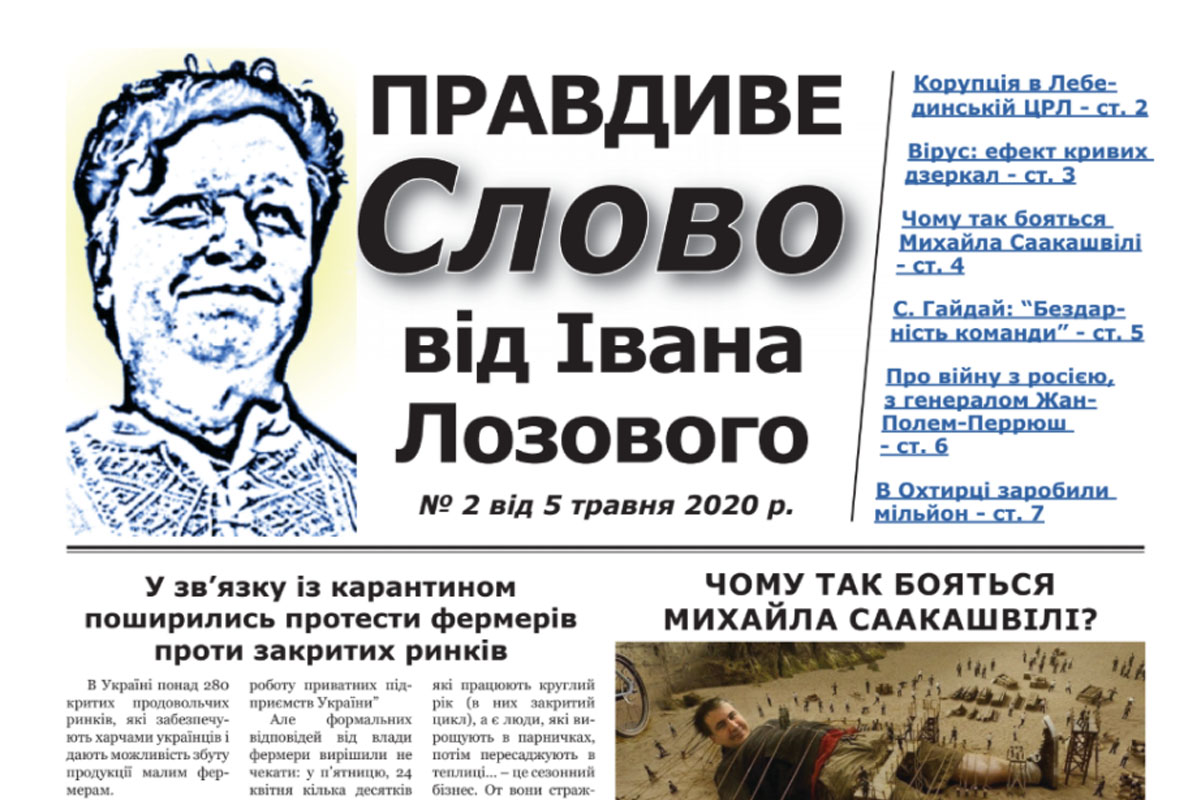 ПРАВДИВЕ
Слово
від Івана
Лозового
№ 2 від 5 травня 2020 р.
Корупція в Лебе-
динській ЦРЛ - ст. 2
Вірус: ефект кривих
дзеркал - ст. 3
Чому так бояться
Михайла Саакашвілі
- ст. 4
С. Гайдай: “Бездар-
ність команди” - ст. 5
Про війну з росією,
з генералом Жан-
Полем-Перрюш
- ст. 6
В Охтирці заробили
мільйон - ст. 7
У зв’язку із карантином
поширились протести фермерів
проти закритих ринків
В Україні понад 280
критих продовольчих
ринків, які забезпечу-
ють харчами українців і
дають можливість збуту
продукції малим фер-
мерам.
роботу приватних під-
приємств України”
Але формальних
відповідей від влади
фермери вирішили не
чекати: у п’ятницю, 24
квітня кілька десятків
які працюють круглий
рік (в них закритий
цикл), а є люди, які ви-
рощують в парничках,
потім пересаджують в
теплиці... – це сезонний
бізнес. От вони страж-
ЧОМУ ТАК БОЯТЬСЯ
МИХАЙЛА СААКАШВІЛІ?